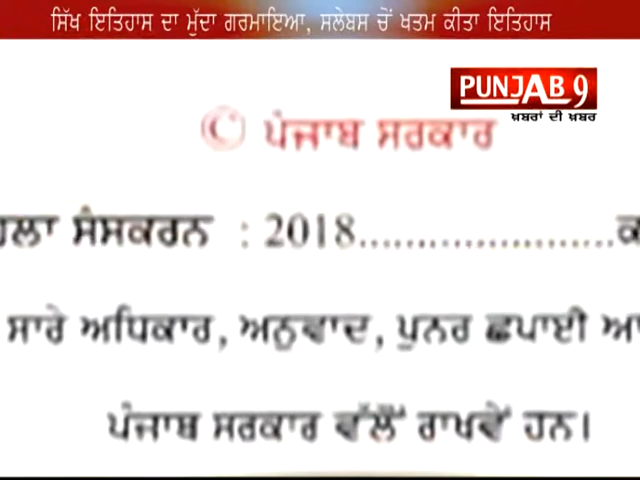 ਸਿੱਖ ਇਤਿਹਾਸ ਦਾ ਮੁੱਦਾ ਗਰਮਾਇਆ, ਸਲੇਬਸ ਚੋਂ ਖਤਮ ਕੀਤਾ ਇਤਿਹਾਸ
PUNJAB 9
ਖ਼ਬਰਾਂ ਦੀ ਖ਼ਬਰ
© ਪੰਜਾਬ ਸਰਕਾਰ
ਸੰਸਕਰਨ : 2018......................
ਸਾਰੇ ਅਧਿਕਾਰ, ਅਨੁਵਾਦ, ਪੁਨਰ ਛਪਾਈ
ਪੰਜਾਬ ਸਰਕਾਰ ਵੱਲੋਂ ਰਾਖਵੇਂ ਹਨ।